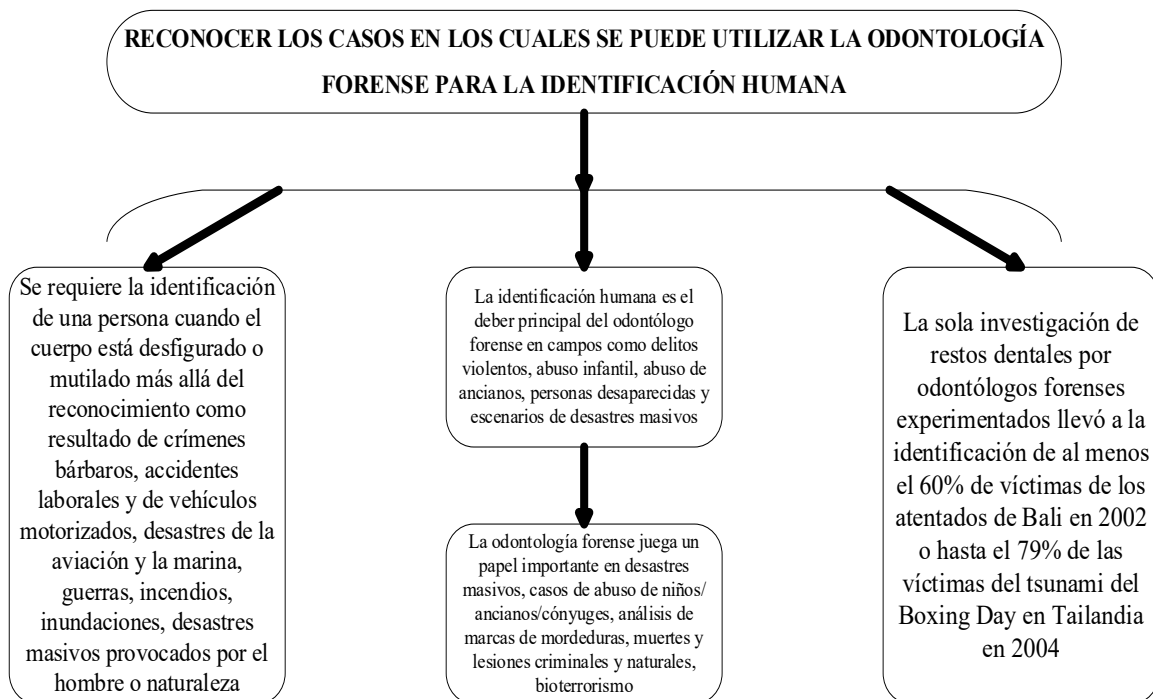 RECONOCER LOS CASOS EN LOS CUALES SE PUEDE UTILIZAR LA ODONTOLOGÍA
FORENSE PARA LA IDENTIFICACIÓN HUMANA
Se requiere la identificación
de una persona cuando el
cuerpo está desfigurado o
mutilado más allá del
reconocimiento como
resultado de crímenes
bárbaros, accidentes
laborales y de vehículos
motorizados, desastres de la
aviación y la marina,
guerras, incendios,
inundaciones, desastres
masivos provocados por el
hombre o naturaleza
La identificación humana es el
deber principal del odontólogo
forense en campos como delitos
violentos, abuso infantil, abuso de
ancianos, personas desaparecidas y
escenarios de desastres masivos
La odontología forense juega un
papel importante en desastres
masivos, casos de abuso de niños/
ancianos/cónyuges, análisis de
marcas de mordeduras, muertes y
lesiones criminales y naturales,
bioterrorismo
La sola investigación de
restos dentales por
odontólogos forenses
experimentados llevó a la
identificación de al menos
el 60% de víctimas de los
atentados de Bali en 2002
o hasta el 79% de las
víctimas del tsunami del
Boxing Day en Tailandia
en 2004